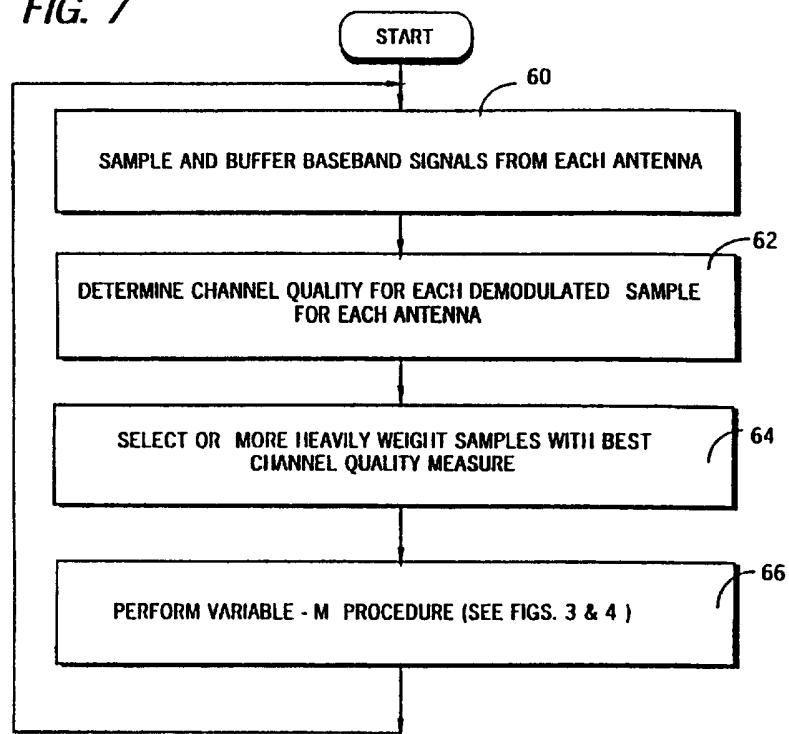 FIG. 7
START
60
SAMPLE AND BUFFER BASEBAND SIGNALS FROM EACH ANTENNA
62
DETERMINE CHANNEL QUALITY FOR EACH DEMODULATED SAMPLE
FOR EACH ANTENNA
SELECT OR MORE HEAVILY WEIGHT SAMPLES WITH BEST
CHANNEL QUALITY MEASURE
64
66
PERFORM VARIABLE - M PROCEDURE (SEE FIGS. 3 & 4 )